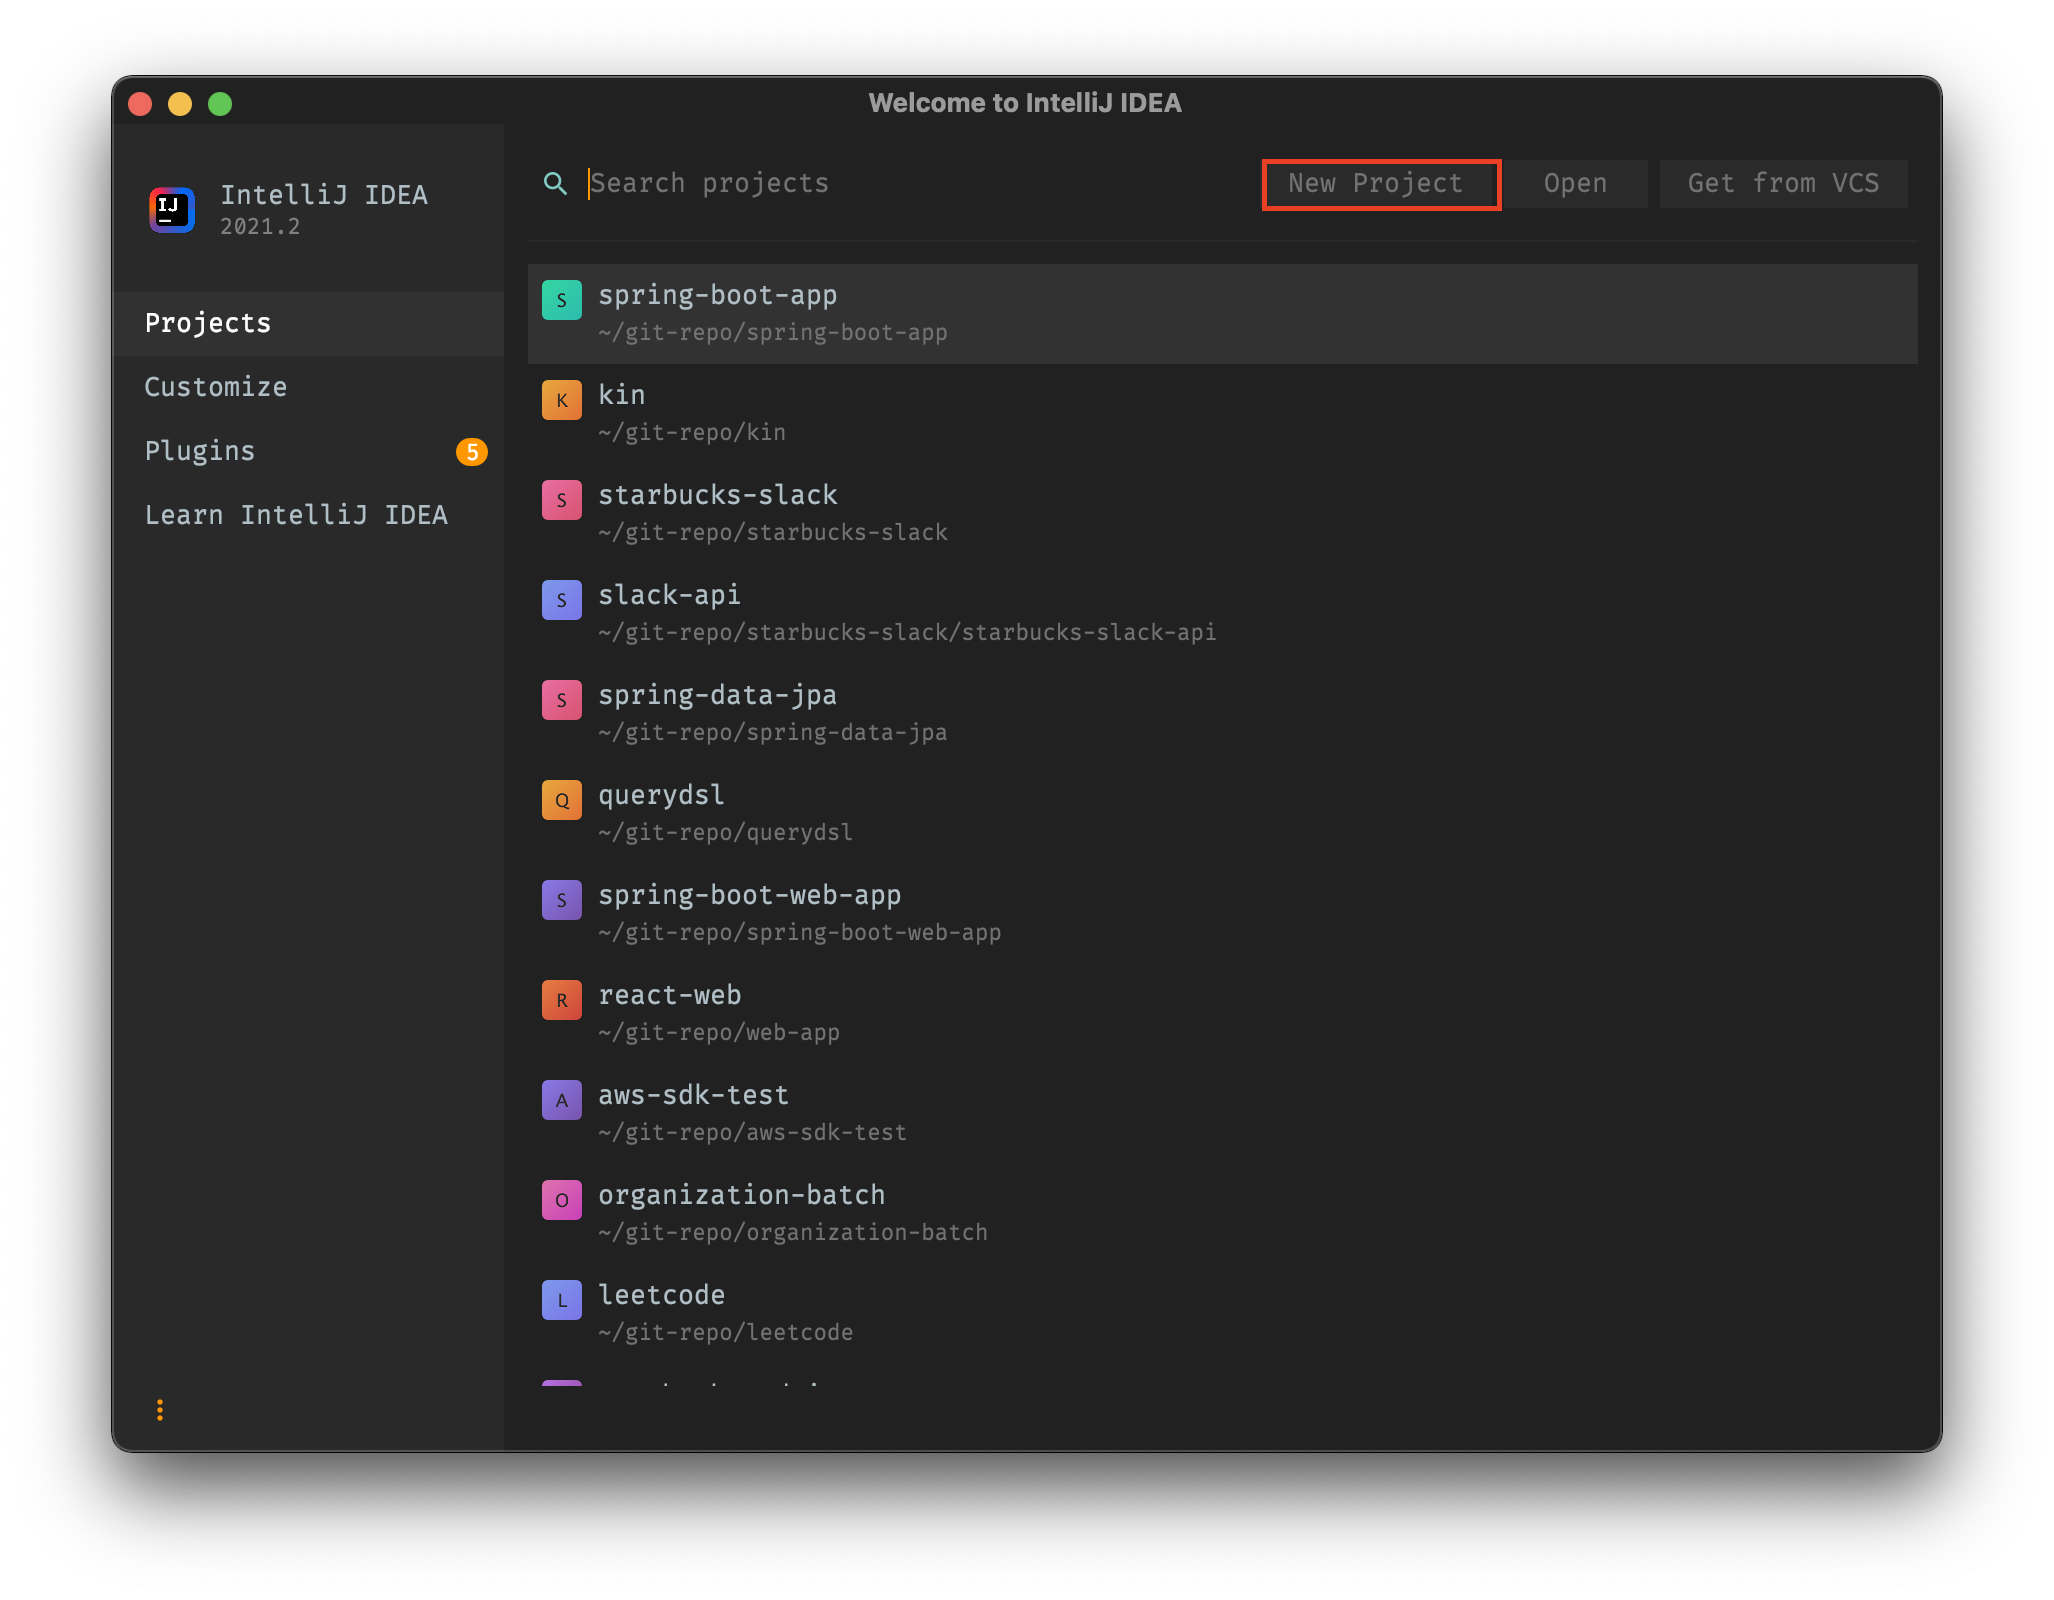 Welcome to IntelliJ IDEA
IJ
IntelliJ IDEA
2021.2
Projects
Customize
Plugins
5
Learn IntelliJ IDEA
Search projects
New Project
Open
Get from VCS
S
spring-boot-app
~/git-repo/spring-boot-app
K
kin
~/git-repo/kin
S
starbucks-slack
~/git-repo/starbucks-slack
S
slack-api
~/git-repo/starbucks-slack/starbucks-slack-api
S
spring-data-jpa
~/git-repo/spring-data-jpa
Q
querydsl
~/git-repo/querydsl
S
spring-boot-web-app
~/git-repo/spring-boot-web-app
R
react-web
~/git-repo/web-app
A
aws-sdk-test
~/git-repo/aws-sdk-test
O
organization-batch
~/git-repo/organization-batch
L
leetcode
~/git-repo/leetcode